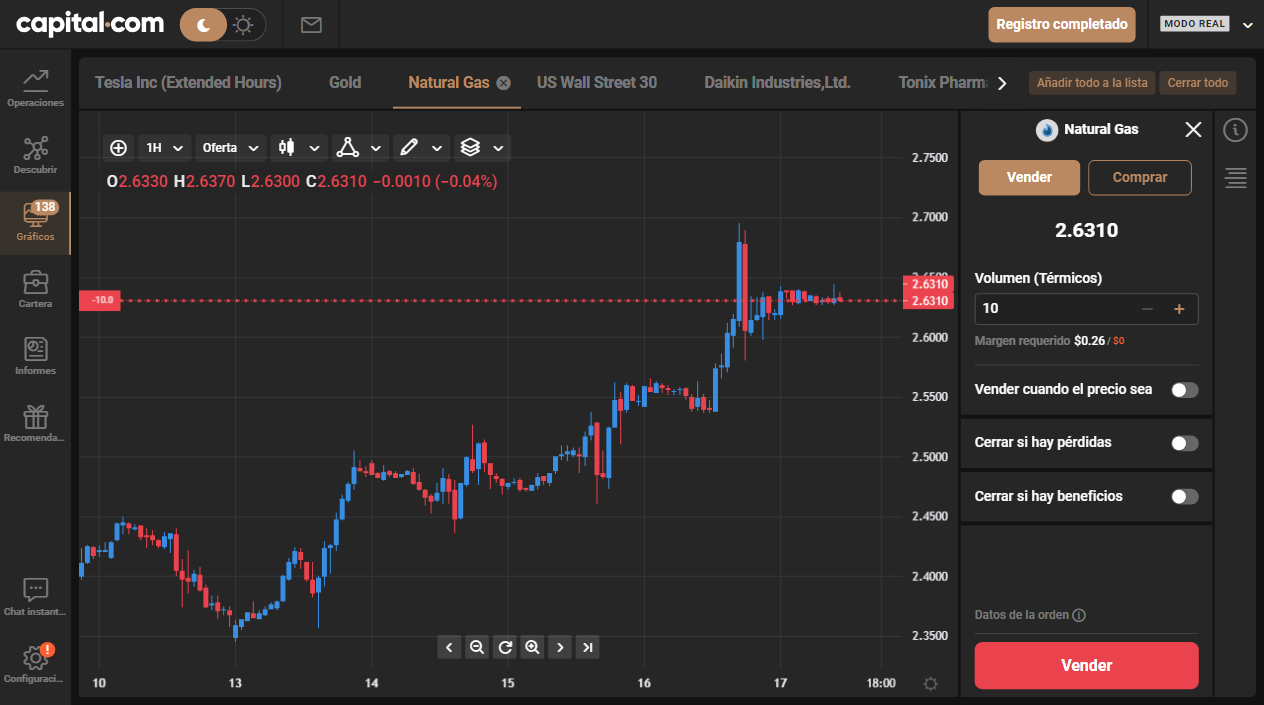 capital.com
Registro completado
MODO REAL
Operaciones
Descubrir
138
Gráficos
Cartera
Informes
Recomenda...
Chat instant...
!
Configuraci...
Tesla Inc (Extended Hours)
Gold
Natural Gas
US Wall Street 30
Daikin Industries,Ltd.
Tonix Pharm
Añadir todo a la lista
Cerrar todo
1H
Oferta
O2.6330 H2.6370 L2.6300 C2.6310 −0.0010 (−0.04%)
2.7500
2.7000
2.6310
-10.0
2.6310
2.6000
2.5500
2.5000
2.4500
2.4000
2.3500
10
13
14
15
16
17
18:00
Natural Gas
Vender
Comprar
2.6310
Volumen (Térmicos)
10
Margen requerido $0.26 / $0
Vender cuando el precio sea
Cerrar si hay pérdidas
Cerrar si hay beneficios
Datos de la orden
Vender